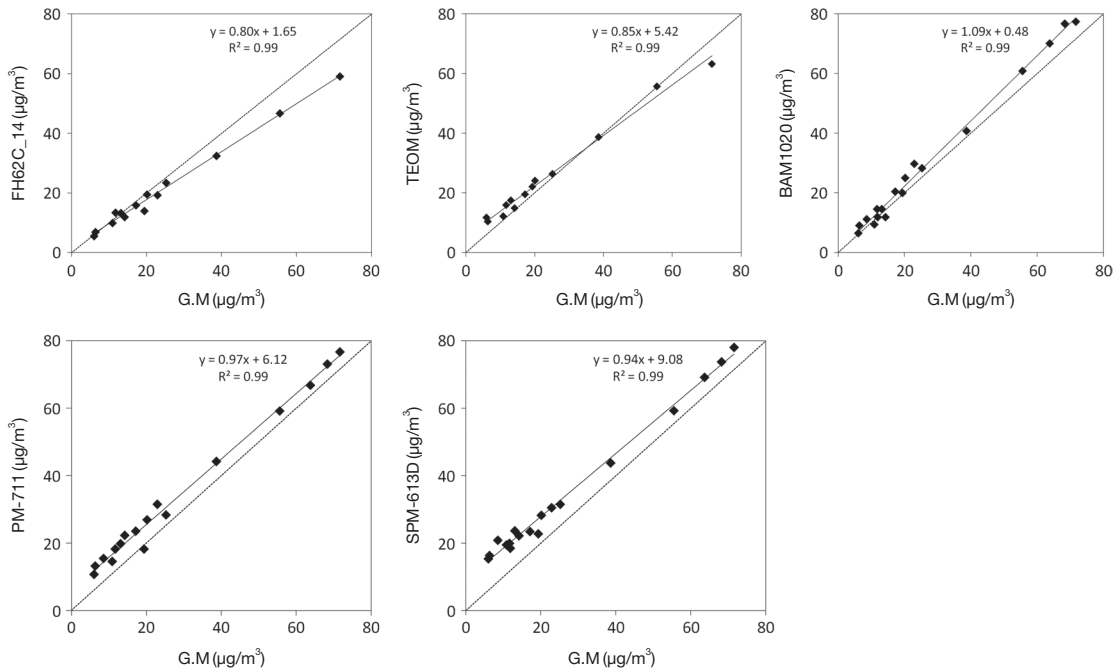 80
60
40
20
0
FH62C_14 (µg/m³)
y = 0.80x + 1.65
R² = 0.99
0 20 40 60 80
G.M (µg/m³)
80
60
40
20
0
TEOM (µg/m³)
y = 0.85x + 5.42
R² = 0.99
0 20 40 60 80
G.M (µg/m³)
80
60
40
20
0
BAM1020 (µg/m³)
y = 1.09x + 0.48
R² = 0.99
0 20 40 60 80
G.M (µg/m³)
80
60
40
20
0
PM-711 (µg/m³)
y = 0.97x + 6.12
R² = 0.99
0 20 40 60 80
G.M (µg/m³)
80
60
40
20
0
SPM-613D (µg/m³)
y = 0.94x + 9.08
R² = 0.99
0 20 40 60 80
G.M (µg/m³)